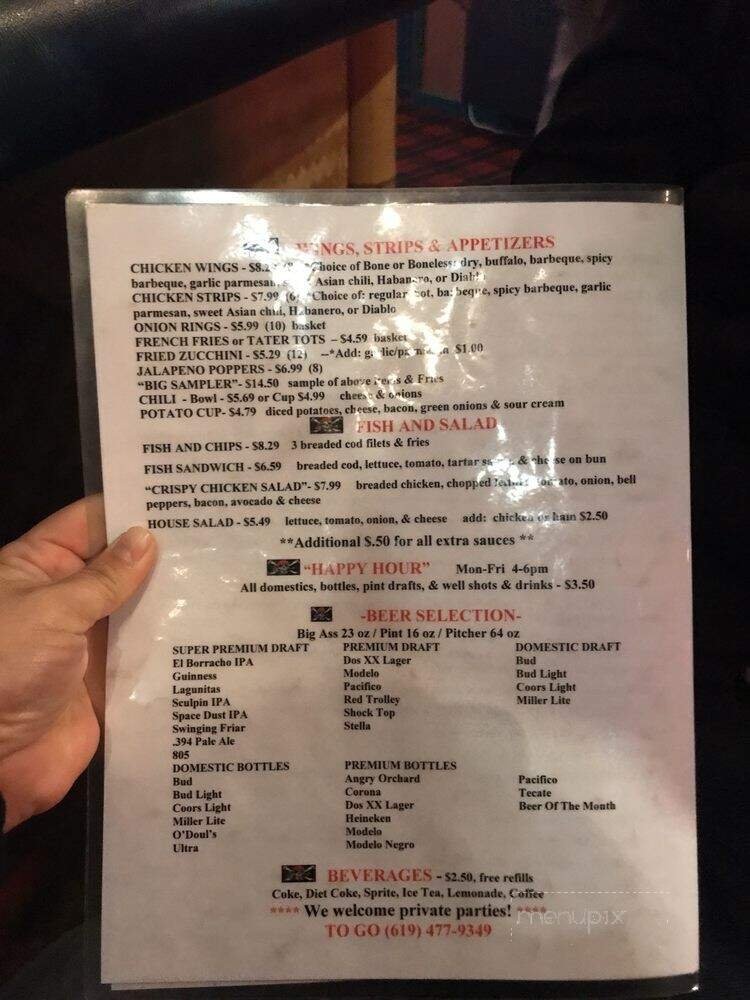 WINGS, STRIPS & APPETIZERS
CHICKEN WINGS - $8.2 *Choice of Bone or Boneless: dry, buffalo, barbeque, spicy
barbeque, garlic parmesan, Asian chili, Habanero, or Diablo
CHICKEN STRIPS - $7.99 (6) *Choice of: regular, hot, barbeque, spicy barbeque, garlic
parmesan, sweet Asian chili, Habanero, or Diablo
ONION RINGS - $5.99 (10) basket
FRENCH FRIES or TATER TOTS – $4.59 basket
FRIED ZUCCHINI - $5.29 (12) --*Add: garlic/parmesan $1.00
JALAPENO POPPERS - $6.99 (8)
“BIG SAMPLER”- $14.50 sample of above items & Fries
CHILI - Bowl - $5.69 or Cup $4.99 cheese & onions
POTATO CUP- $4.79 diced potatoes, cheese, bacon, green onions & sour cream
FISH AND SALAD
FISH AND CHIPS - $8.29 3 breaded cod filets & fries
FISH SANDWICH - $6.59 breaded cod, lettuce, tomato, tartar sauce & cheese on bun
“CRISPY CHICKEN SALAD”- $7.99 breaded chicken, chopped lettuce, tomato, onion, bell
peppers, bacon, avocado & cheese
HOUSE SALAD - $5.49 lettuce, tomato, onion, & cheese add: chicken or ham $2.50
**Additional $.50 for all extra sauces **
“HAPPY HOUR” Mon-Fri 4-6pm
All domestics, bottles, pint drafts, & well shots & drinks - $3.50
-BEER SELECTION-
Big Ass 23 oz / Pint 16 oz / Pitcher 64 oz
SUPER PREMIUM DRAFT
El Borracho IPA
Guinness
Lagunitas
Sculpin IPA
Space Dust IPA
Swinging Friar
.394 Pale Ale
805
PREMIUM DRAFT
Dos XX Lager
Modelo
Pacifico
Red Trolley
Shock Top
Stella
DOMESTIC DRAFT
Bud
Bud Light
Coors Light
Miller Lite
DOMESTIC BOTTLES
Bud
Bud Light
Coors Light
Miller Lite
O’Doul’s
Ultra
PREMIUM BOTTLES
Angry Orchard
Corona
Dos XX Lager
Heineken
Modelo
Modelo Negro
Pacifico
Tecate
Beer Of The Month
BEVERAGES - $2.50, free refills
Coke, Diet Coke, Sprite, Ice Tea, Lemonade, Coffee
**** We welcome private parties! ****
TO GO (619) 477-9349
menupix